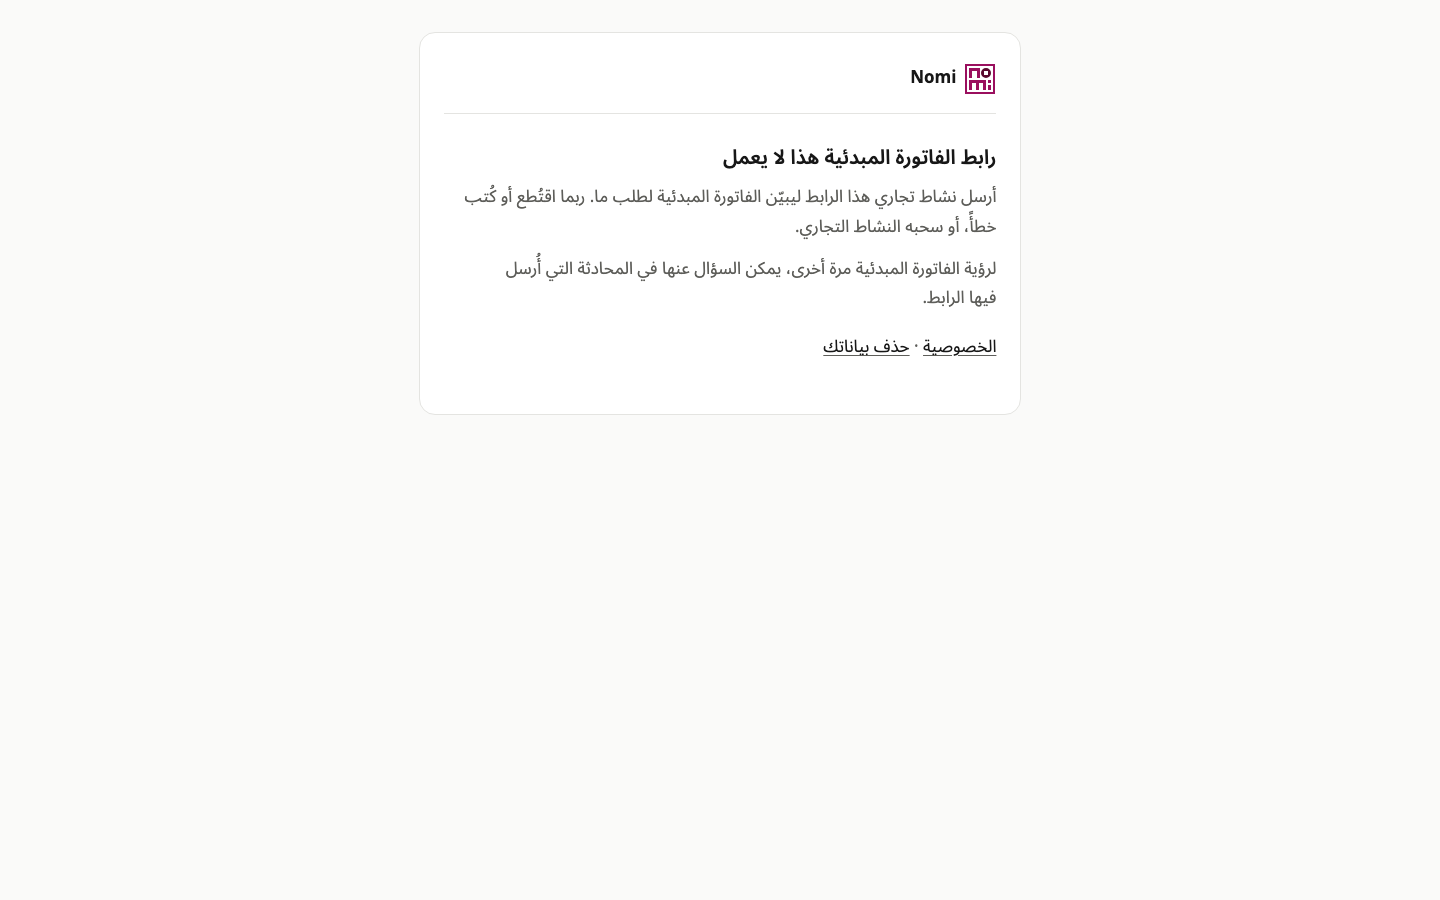 Nomi
رابط الفاتورة المبدئية هذا لا يعمل
أرسل نشاط تجاري هذا الرابط ليبيّن الفاتورة المبدئية لطلب ما. ربما اقتُطع أو كُتب
خطأً، أو سحبه النشاط التجاري.
لرؤية الفاتورة المبدئية مرة أخرى، يمكن السؤال عنها في المحادثة التي أُرسل
فيها الرابط.
الخصوصية · حذف بياناتك